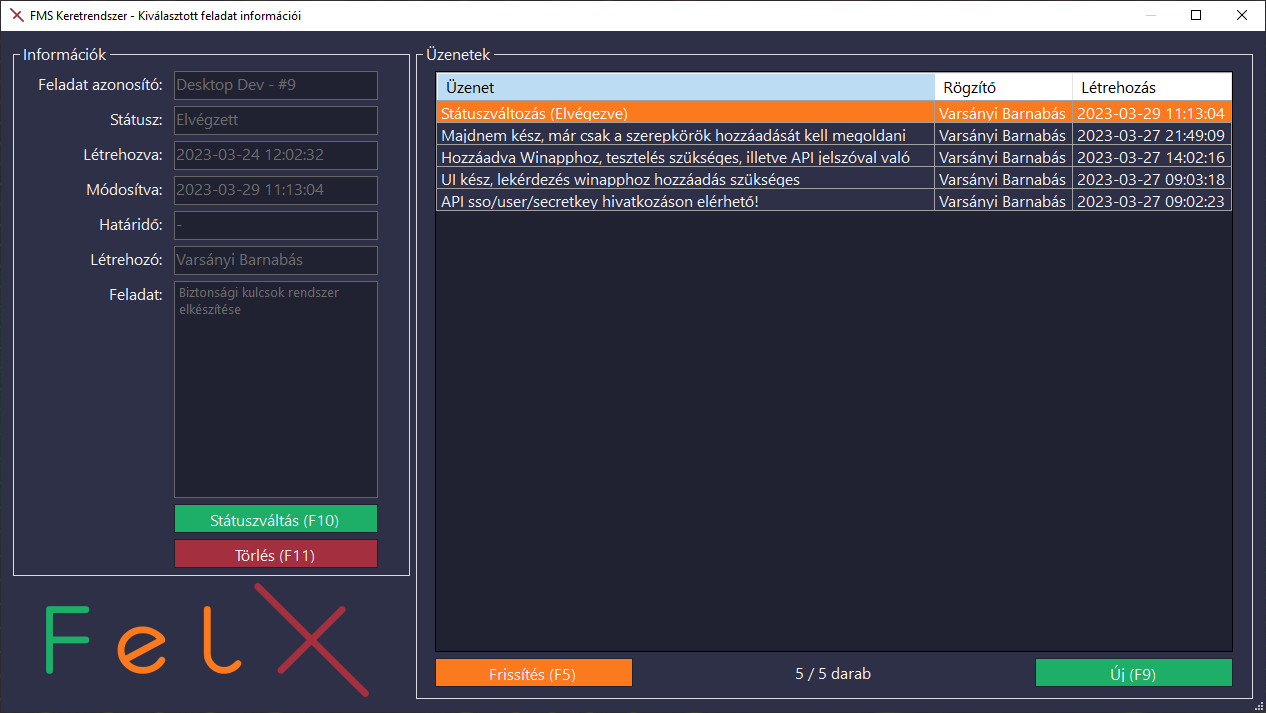 FMS Keretrendszer - Kiválasztott feladat információi
Információk
Feladat azonosító: Desktop Dev - #9
Státusz: Elvégzett
Létrehozva: 2023-03-24 12:02:32
Módosítva: 2023-03-29 11:13:04
Határidő: -
Létrehozó: Varsányi Barnabás
Feladat: Biztonsági kulcsok rendszer
elkészítése
Státuszváltás (F10)
Törlés (F11)
FelX
Üzenetek
Üzenet Rögzítő Létrehozás
Státuszváltozás (Elvégezve) Varsányi Barnabás 2023-03-29 11:13:04
Majdnem kész, már csak a szerepkörök hozzáadását kell megoldani Varsányi Barnabás 2023-03-27 21:49:09
Hozzáadva Winapphoz, tesztelés szükséges, illetve API jelszóval való Varsányi Barnabás 2023-03-27 14:02:16
UI kész, lekérdezés winapphoz hozzáadás szükséges Varsányi Barnabás 2023-03-27 09:03:18
API sso/user/secretkey hivatkozáson elérhető! Varsányi Barnabás 2023-03-27 09:02:23
Frissítés (F5) 5 / 5 darab Új (F9)